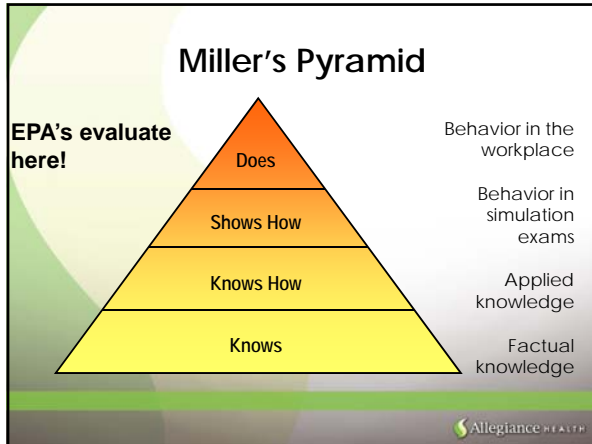 Miller's Pyramid
EPA's evaluate
here!
Does
Behavior in the
workplace
Shows How
Behavior in
simulation
exams
Knows How
Applied
knowledge
Knows
Factual
knowledge
Allegiance HEALTH